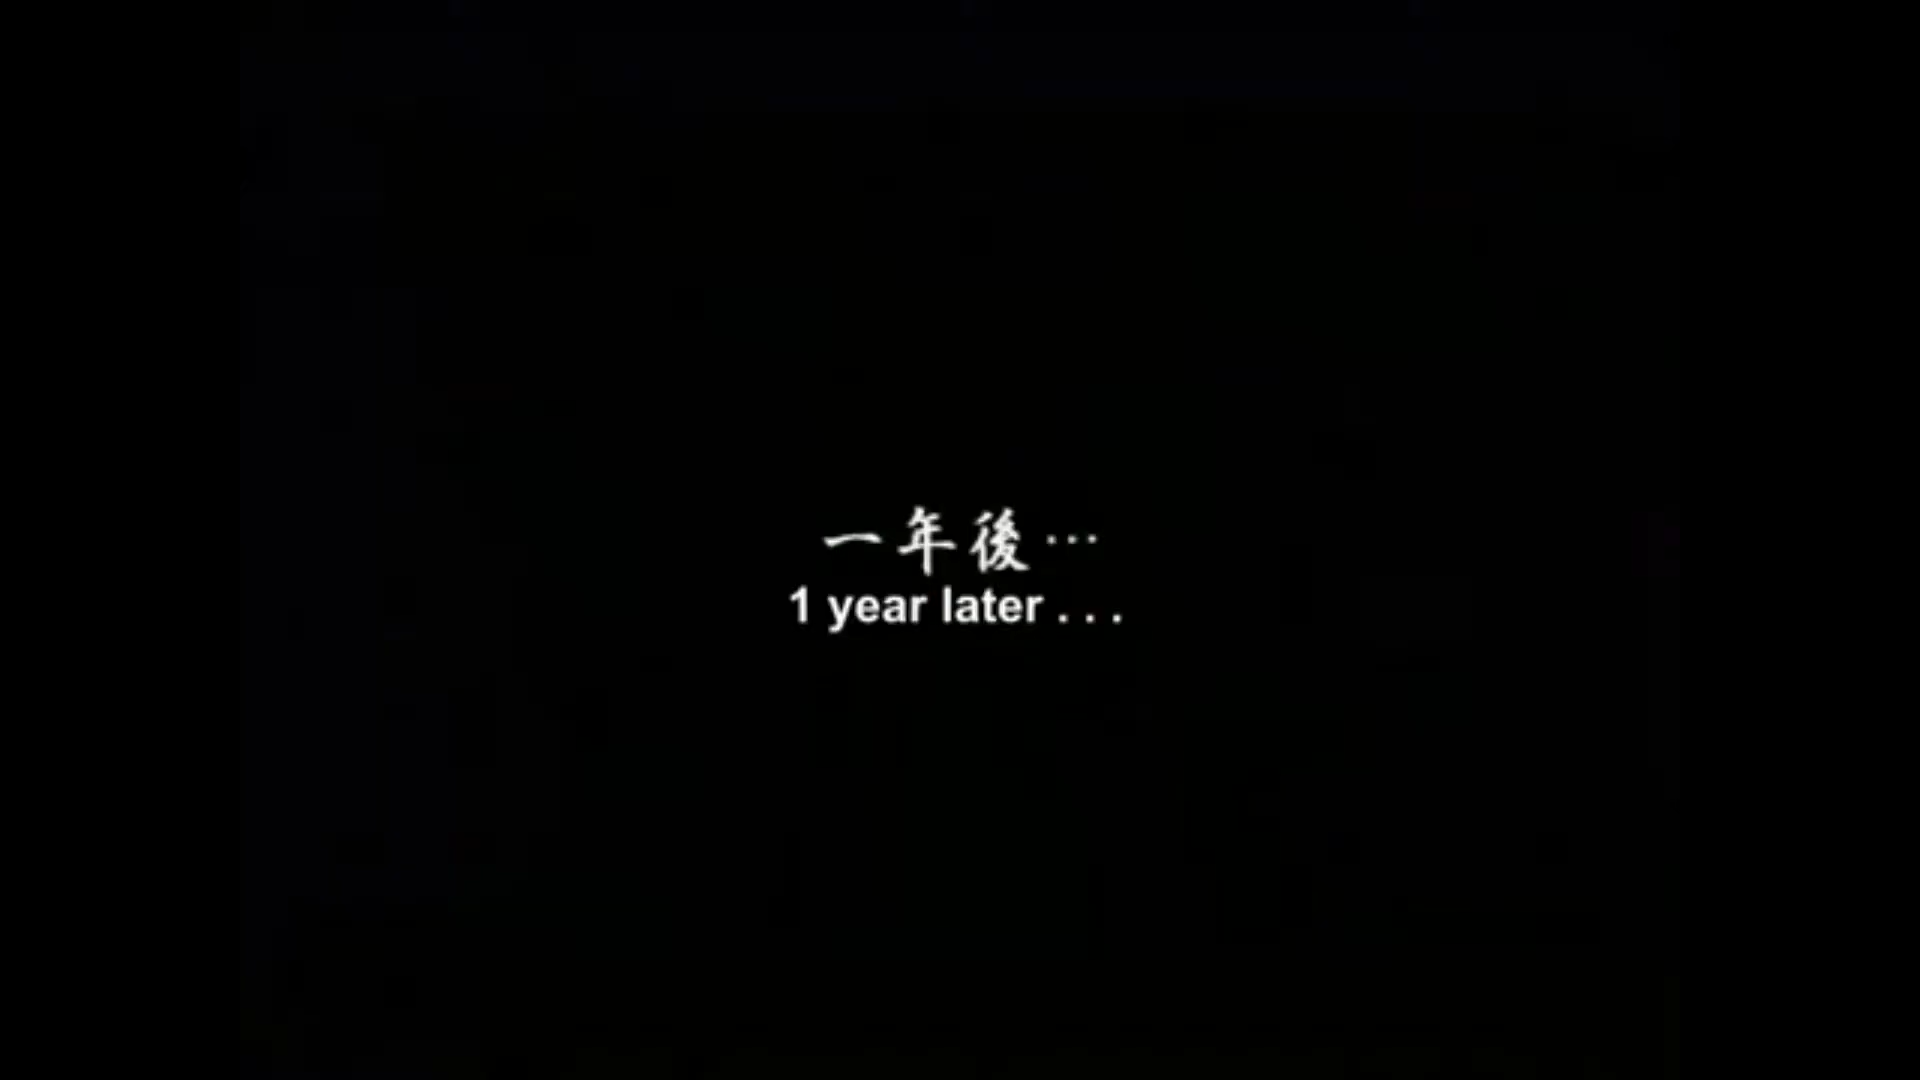 一年後…
1 year later . . .